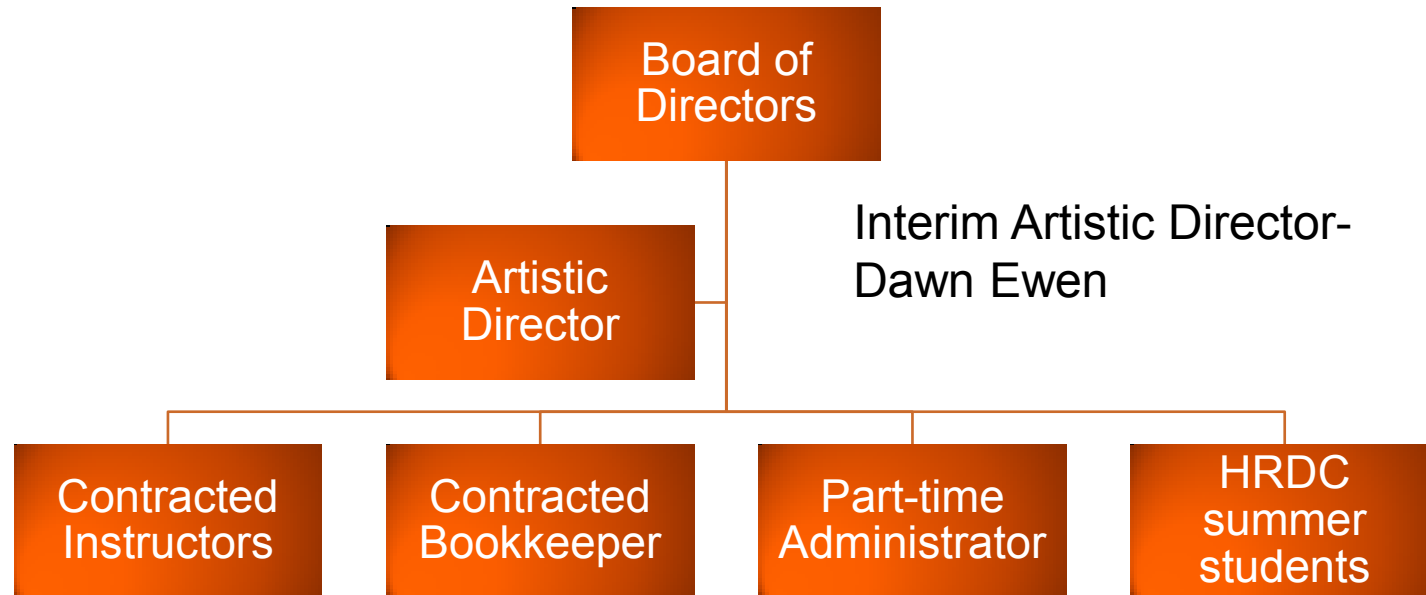 Board of
Directors
Interim Artistic Director-
Dawn Ewen
Artistic
Director
Contracted
Instructors
Contracted
Bookkeeper
Part-time
Administrator
HRDC
summer
students